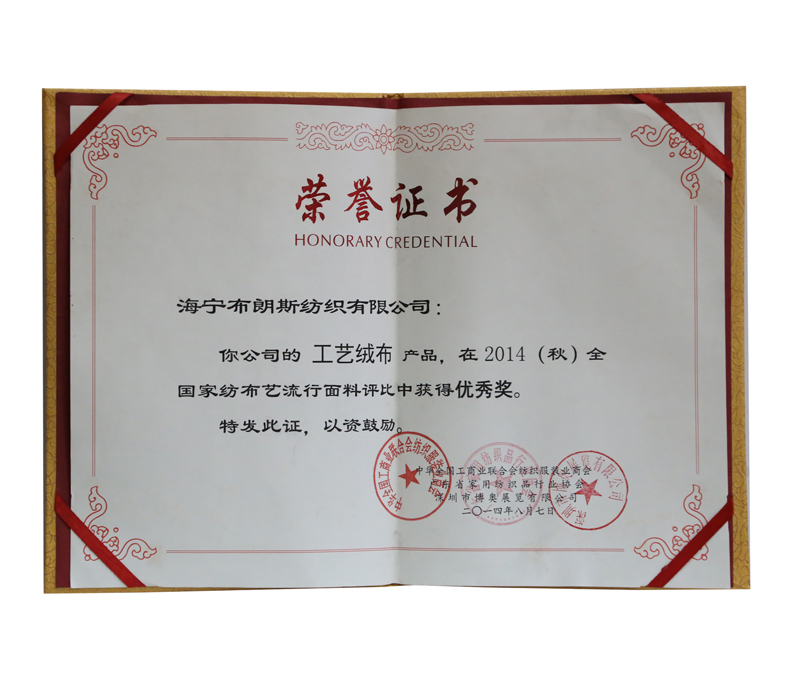 荣誉证书
HONORARY CREDENTIAL
海宁布朗斯纺织有限公司：
你公司的 工艺绒布 产品，在 2014（秋）全
国家纺布艺流行面料评比中获得优秀奖。
特发此证，以资鼓励。
中华全国工商业联合会纺织服装业商会
广东省家用纺织品行业协会
深圳市博奥展览有限公司
二〇一四年八月七日